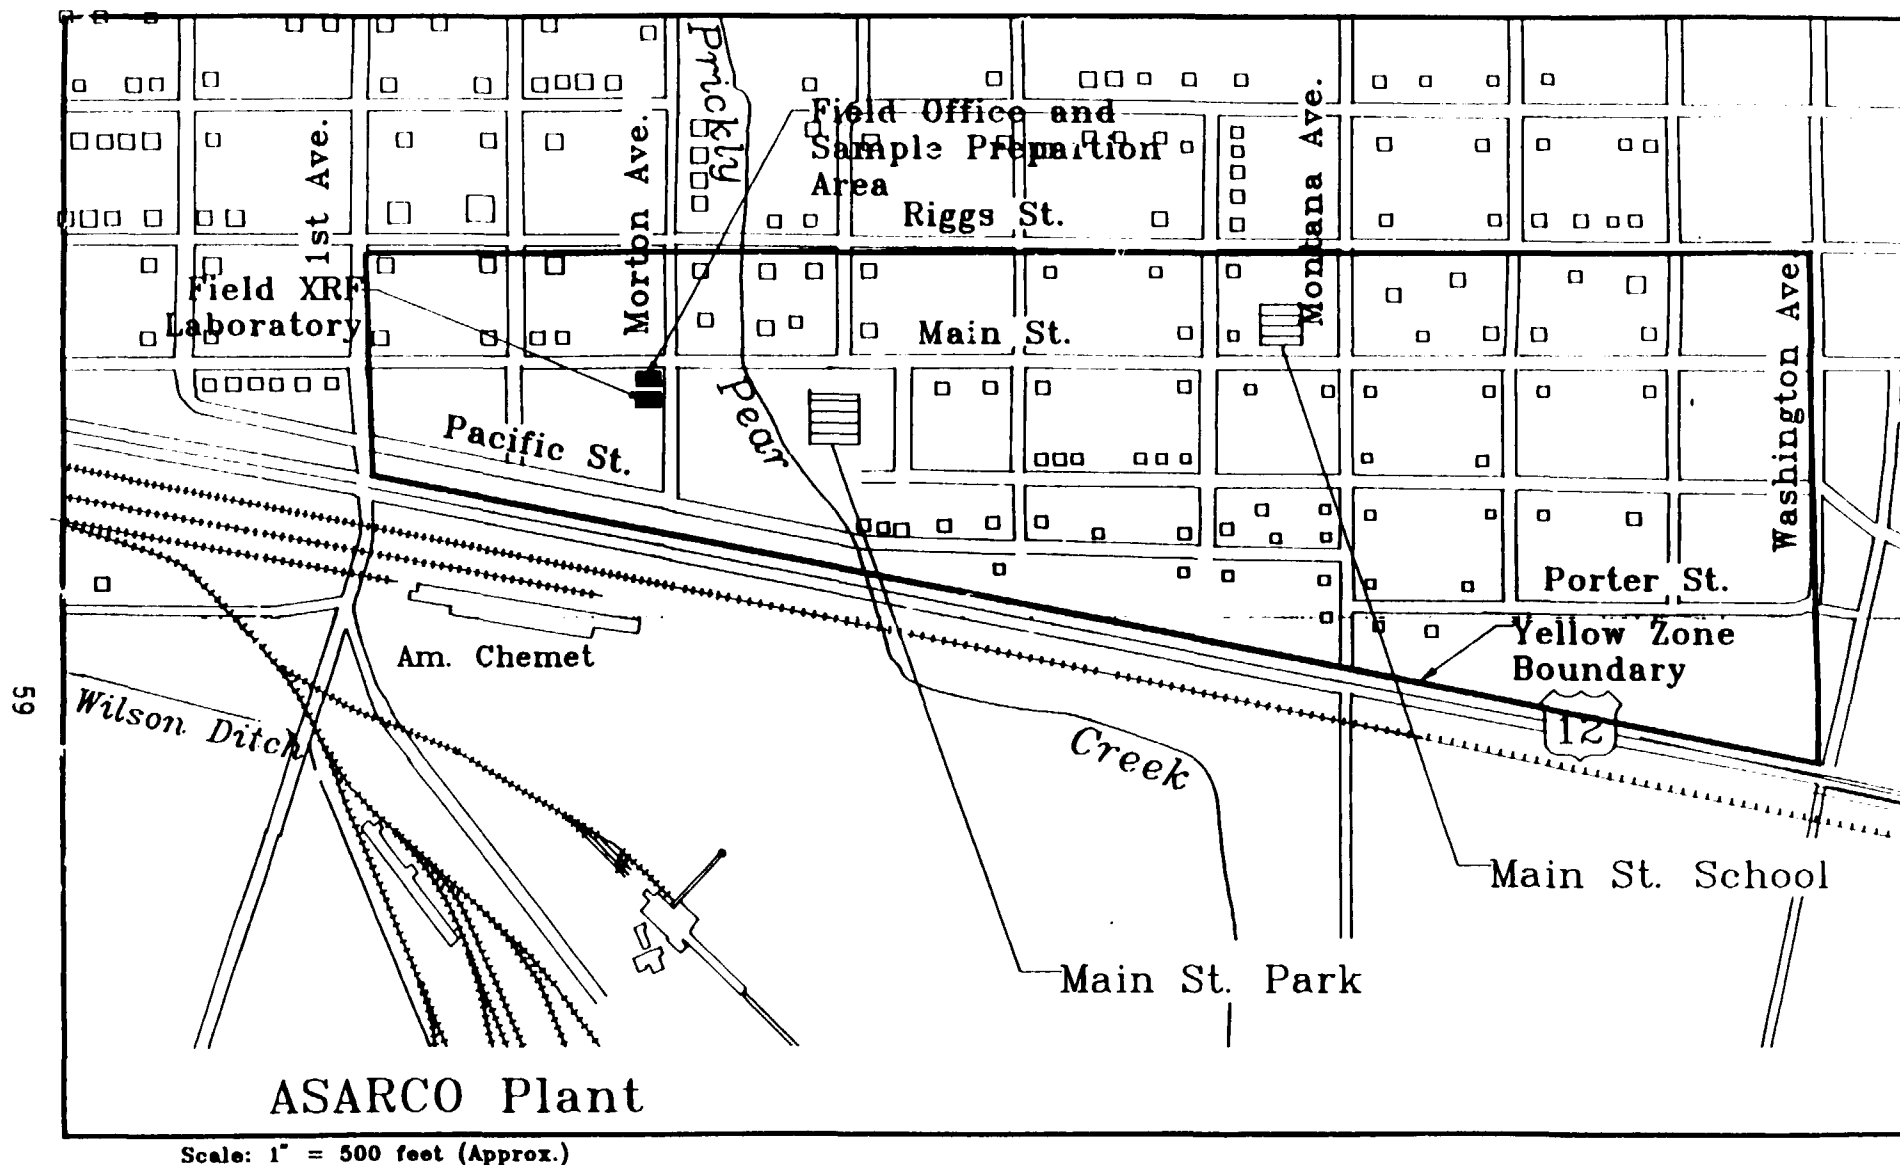 Prickly
Field Office and
Sample Prepartion
Area
1st Ave.
Morton Ave.
Montana Ave.
Riggs St.
Field XRF
Laboratory
Main St.
Washington Ave.
Pear
Pacific St.
Porter St.
Yellow Zone
Boundary
Am. Chemet
59
Wilson Ditch
12
Creek
Main St. School
Main St. Park
ASARCO Plant
Scale: 1" = 500 feet (Approx.)